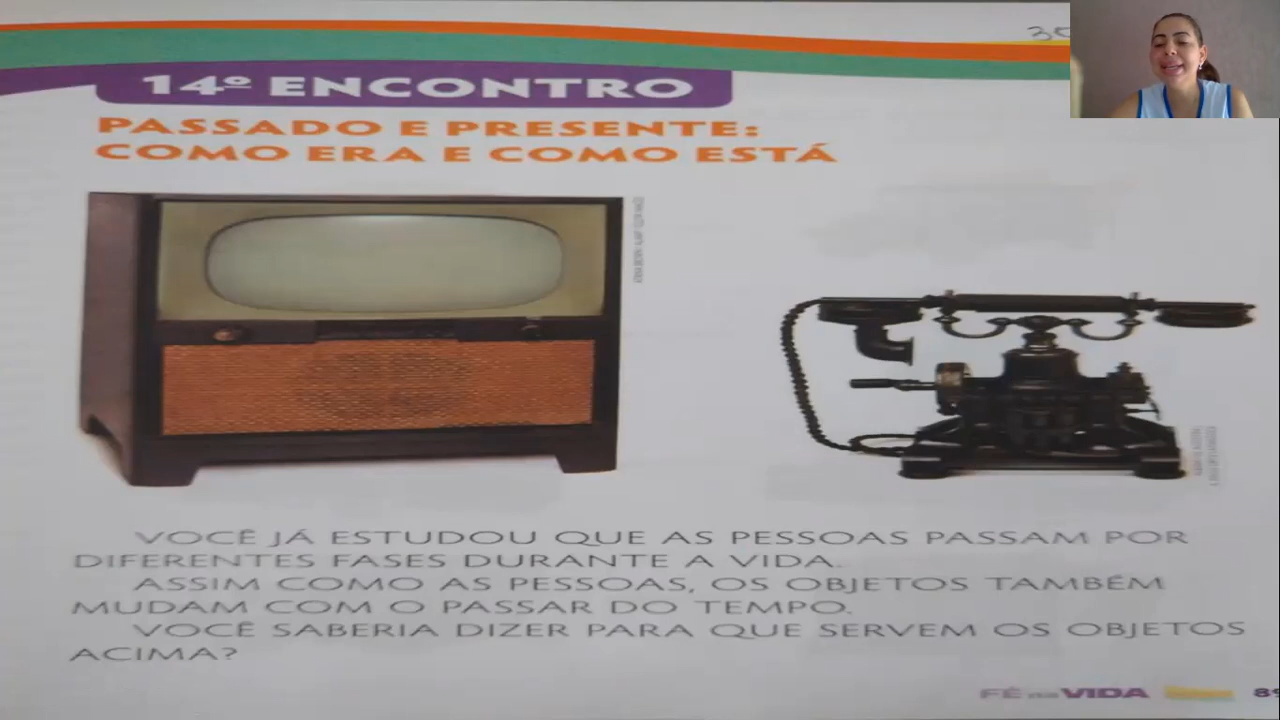 14º ENCONTRO
PASSADO E PRESENTE:
COMO ERA E COMO ESTÁ
VOCÊ JÁ ESTUDOU QUE AS PESSOAS PASSAM POR
DIFERENTES FASES DURANTE A VIDA.
ASSIM COMO AS PESSOAS, OS OBJETOS TAMBÉM
MUDAM COM O PASSAR DO TEMPO.
VOCÊ SABERIA DIZER PARA QUE SERVEM OS OBJETOS
ACIMA?
FÉ NA VIDA